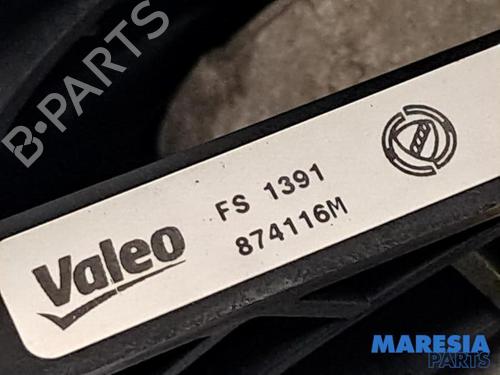 B-PARTS
Valeo
FS 1391
874116M
MARESIA
PARTS